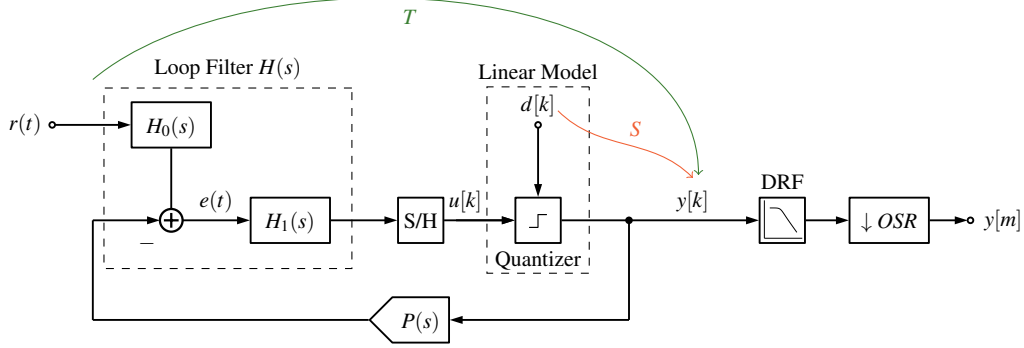 T
Loop Filter H(s)
Linear Model
d[k]
r(t)
H₀(s)
S
DRF
e(t)
u[k]
y[k]
+
H₁(s)
S/H
↓ OSR
y[m]
−
Quantizer
P(s)